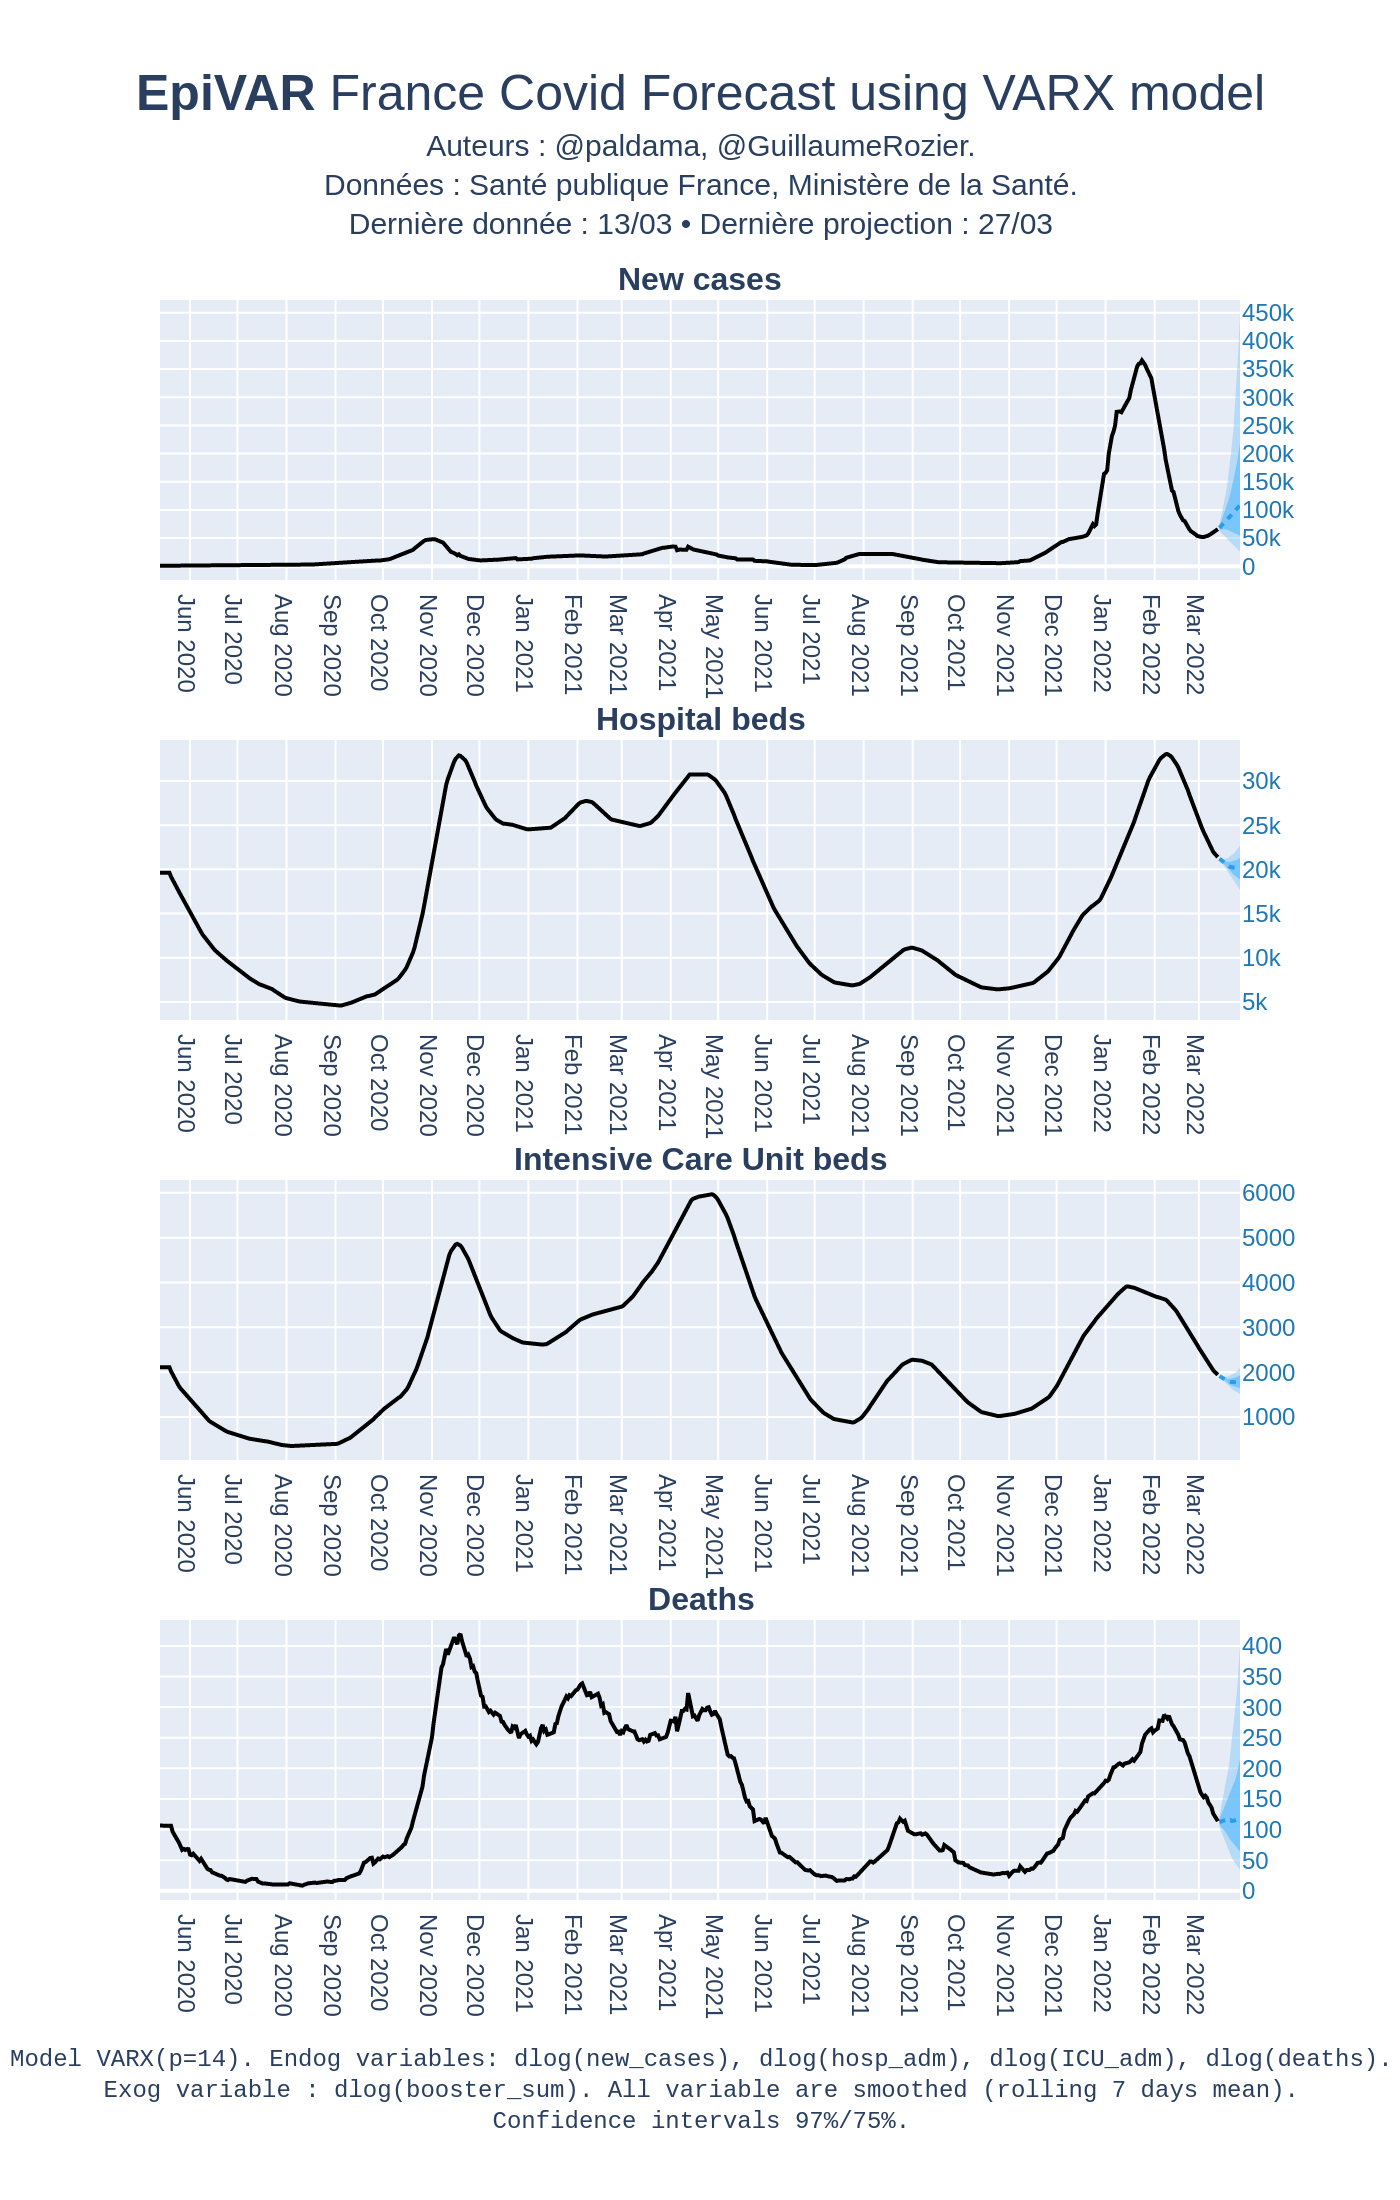 EpiVAR France Covid Forecast using VARX model
Auteurs : @paldama, @GuillaumeRozier.
Données : Santé publique France, Ministère de la Santé.
Dernière donnée : 13/03 • Dernière projection : 27/03
New cases
450k
400k
350k
300k
250k
200k
150k
100k
50k
0
Jun 2020
Jul 2020
Aug 2020
Sep 2020
Oct 2020
Nov 2020
Dec 2020
Jan 2021
Feb 2021
Mar 2021
Apr 2021
May 2021
Jun 2021
Jul 2021
Aug 2021
Sep 2021
Oct 2021
Nov 2021
Dec 2021
Jan 2022
Feb 2022
Mar 2022
Hospital beds
30k
25k
20k
15k
10k
5k
Jun 2020
Jul 2020
Aug 2020
Sep 2020
Oct 2020
Nov 2020
Dec 2020
Jan 2021
Feb 2021
Mar 2021
Apr 2021
May 2021
Jun 2021
Jul 2021
Aug 2021
Sep 2021
Oct 2021
Nov 2021
Dec 2021
Jan 2022
Feb 2022
Mar 2022
Intensive Care Unit beds
6000
5000
4000
3000
2000
1000
Jun 2020
Jul 2020
Aug 2020
Sep 2020
Oct 2020
Nov 2020
Dec 2020
Jan 2021
Feb 2021
Mar 2021
Apr 2021
May 2021
Jun 2021
Jul 2021
Aug 2021
Sep 2021
Oct 2021
Nov 2021
Dec 2021
Jan 2022
Feb 2022
Mar 2022
Deaths
400
350
300
250
200
150
100
50
0
Jun 2020
Jul 2020
Aug 2020
Sep 2020
Oct 2020
Nov 2020
Dec 2020
Jan 2021
Feb 2021
Mar 2021
Apr 2021
May 2021
Jun 2021
Jul 2021
Aug 2021
Sep 2021
Oct 2021
Nov 2021
Dec 2021
Jan 2022
Feb 2022
Mar 2022
Model VARX(p=14). Endog variables: dlog(new_cases), dlog(hosp_adm), dlog(ICU_adm), dlog(deaths).
Exog variable : dlog(booster_sum). All variable are smoothed (rolling 7 days mean).
Confidence intervals 97%/75%.